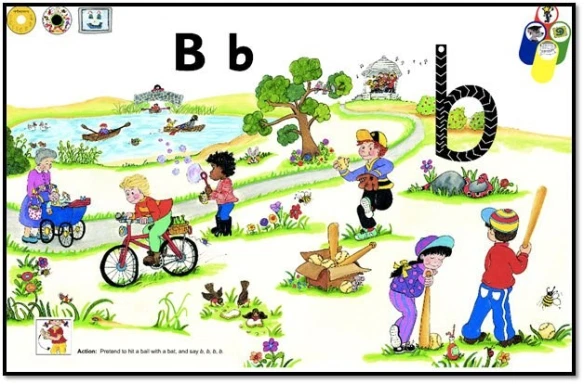 B b
b
Action: Pretend to hit a ball with a bat, and say b, b, b, b.